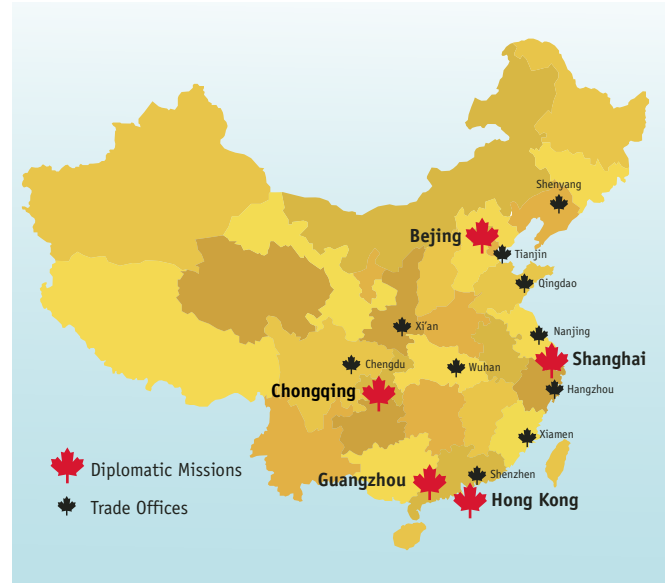 Shenyang
Bejing
Tianjin
Qingdao
Xi'an
Nanjing
Shanghai
Chengdu
Wuhan
Chongqing
Hangzhou
Xiamen
Diplomatic Missions
Guangzhou
Shenzhen
Hong Kong
Trade Offices